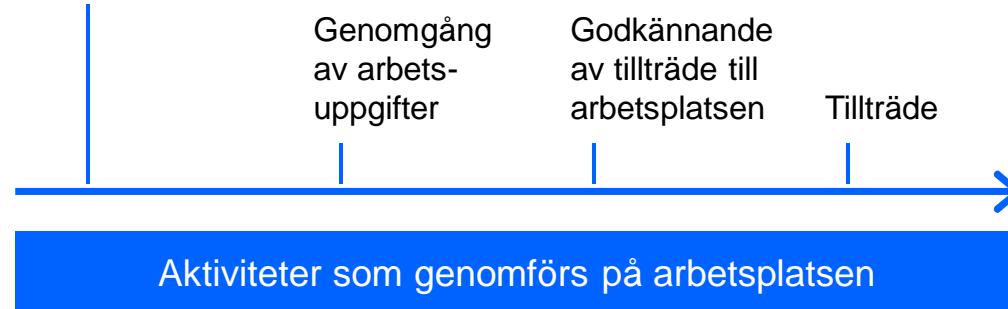 Genomgång
av arbets-
uppgifter
Godkännande
av tillträde till
arbetsplatsen
Tillträde
Aktiviteter som genomförs på arbetsplatsen